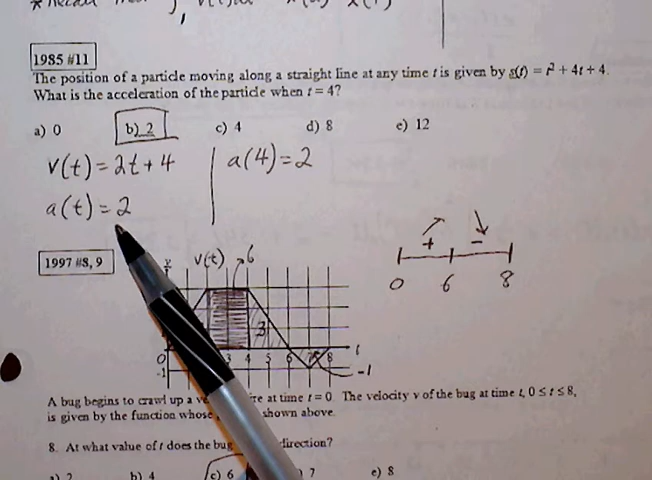 1985 #11
The position of a particle moving along a straight line at any time t is given by s(t) = t² + 4t + 4.
What is the acceleration of the particle when t = 4?
a) 0 b) 2 c) 4 d) 8 e) 12
v(t) = 2t + 4 a(4) = 2
a(t) = 2
+ -
0 6 8
1997 #8, 9
v v(t) 6
3
0 3 4 5 6 7 8 t
-1 -1
A bug begins to crawl up a at time t = 0. The velocity v of the bug at time t, 0 ≤ t ≤ 8,
is given by the function whose shown above.
8. At what value of t does the bug direction?
a) 2 b) 4 c) 6 ) 7 e) 8